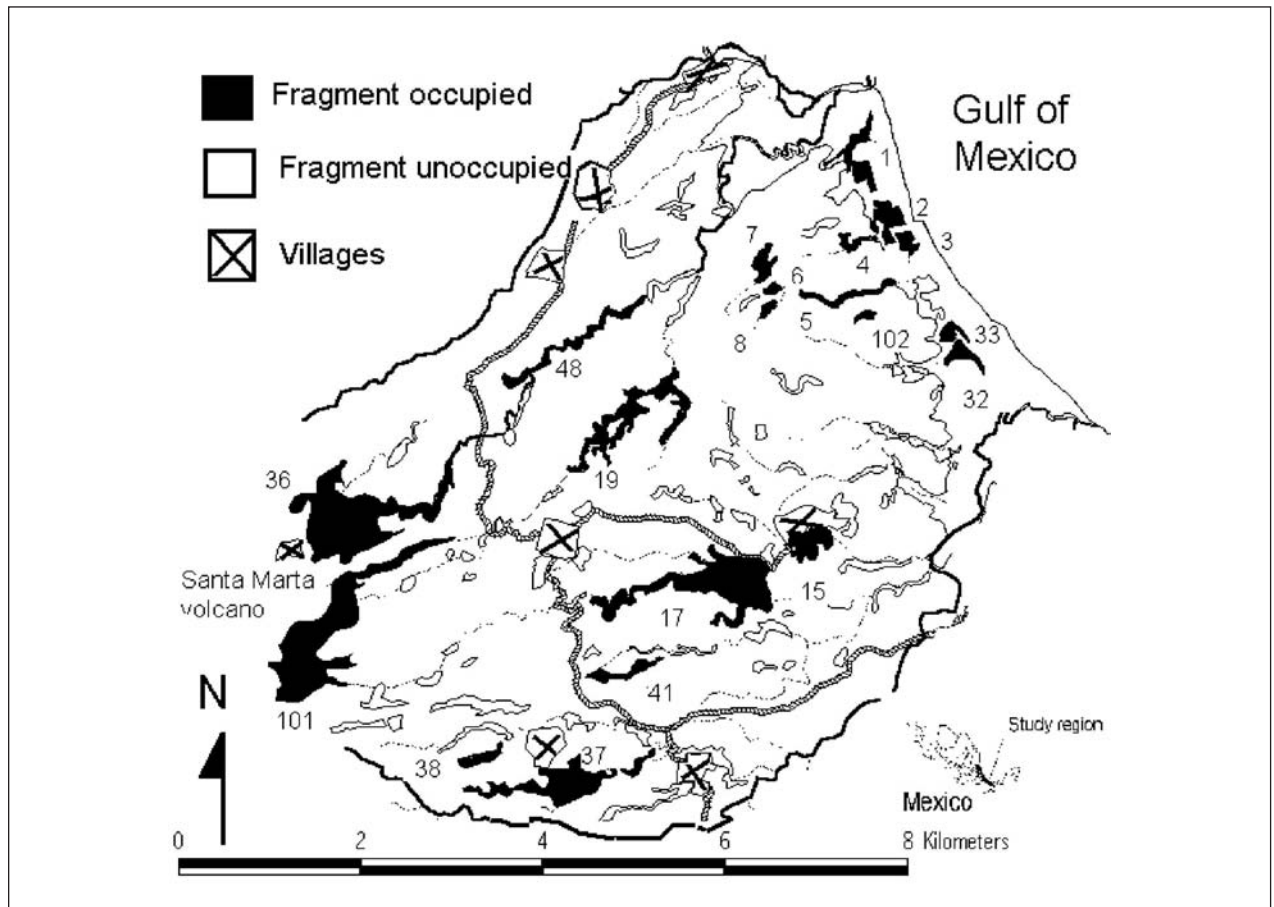 Fragment occupied
Fragment unoccupied
Villages
Gulf of
Mexico
1
2
3
7
4
6
5
8
102
33
32
48
19
36
Santa Marta
volcano
15
17
41
101
N
38
37
Study region
Mexico
0
2
4
6
8 Kilometers